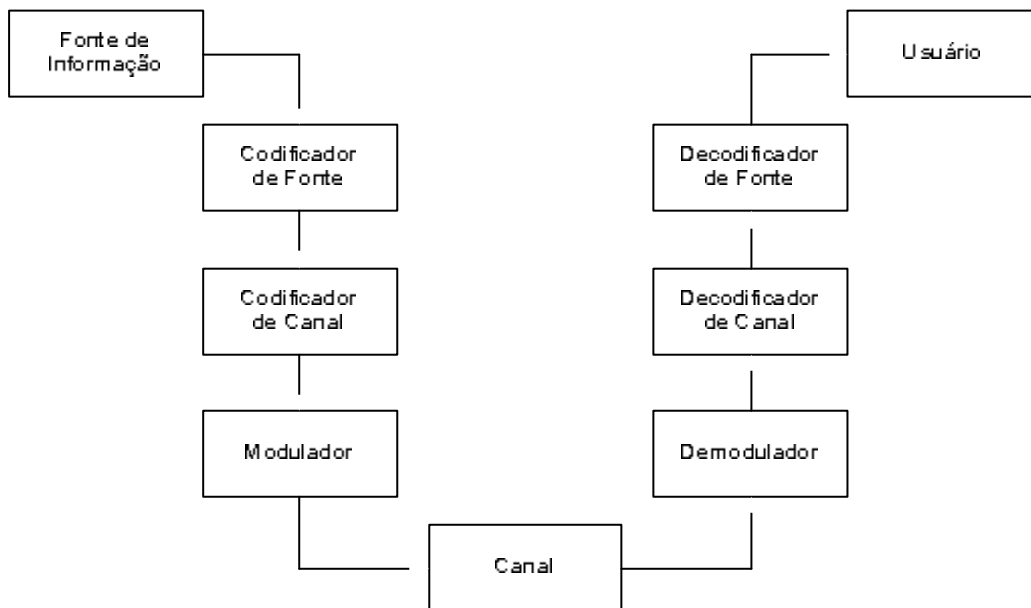 Fonte de
Informação
Usuário
Codificador
de Fonte
Decodificador
de Fonte
Codificador
de Canal
Decodificador
de Canal
Modulador
Demodulador
Canal